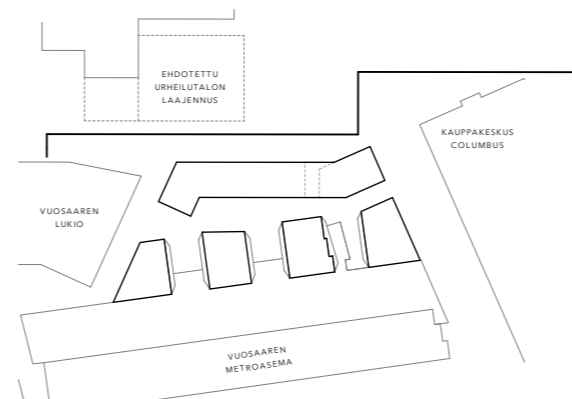 EHDOTETTU
URHEILUTALON
LAAJENNUS
KAUPPAKESKUS
COLUMBUS
VUOSAAREN
LUKIO
VUOSAAREN
METROASEMA